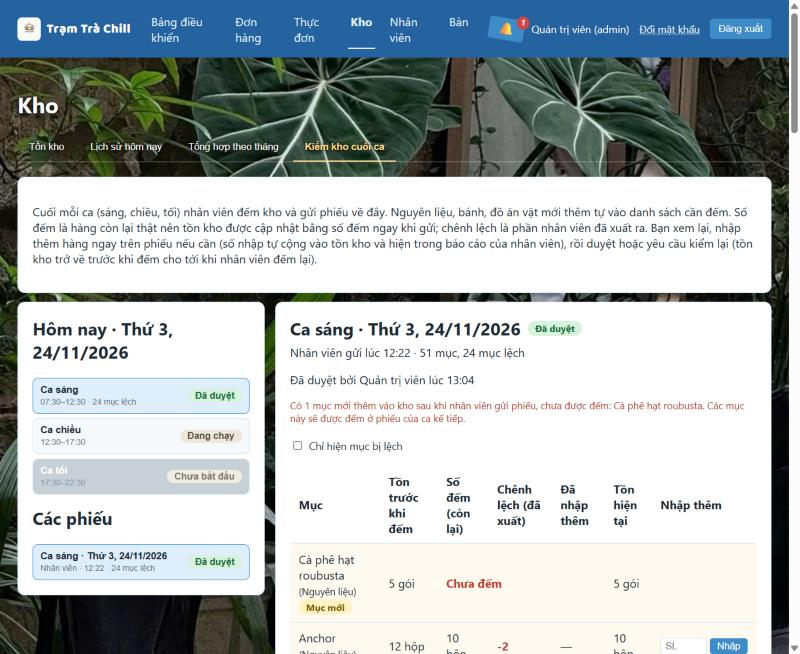 Trạm Trà Chill
Bảng điều khiển
Đơn hàng
Thực đơn
Kho
Nhân viên
Bàn
1
Quản trị viên (admin)
Đổi mật khẩu
Đăng xuất
Kho
Tồn kho
Lịch sử hôm nay
Tổng hợp theo tháng
Kiểm kho cuối ca
Cuối mỗi ca (sáng, chiều, tối) nhân viên đếm kho và gửi phiếu về đây. Nguyên liệu, bánh, đồ ăn vặt mới thêm tự vào danh sách cần đếm. Số
đếm là hàng còn lại thật nên tồn kho được cập nhật bằng số đếm ngay khi gửi; chênh lệch là phần nhân viên đã xuất ra. Bạn xem lại, nhập
thêm hàng ngay trên phiếu nếu cần (số nhập tự cộng vào tồn kho và hiện trong báo cáo của nhân viên), rồi duyệt hoặc yêu cầu kiểm lại (tồn
kho trở về trước khi đếm cho tới khi nhân viên đếm lại).
Hôm nay · Thứ 3,
24/11/2026
Ca sáng
07:30–12:30 · 24 mục lệch
Đã duyệt
Ca chiều
12:30–17:30
Đang chạy
Ca tối
17:30–22:30
Chưa bắt đầu
Các phiếu
Ca sáng · Thứ 3, 24/11/2026
Nhân viên · 12:22 · 24 mục lệch
Đã duyệt
Ca sáng · Thứ 3, 24/11/2026 Đã duyệt
Nhân viên gửi lúc 12:22 · 51 mục, 24 mục lệch
Đã duyệt bởi Quản trị viên lúc 13:04
Có 1 mục mới thêm vào kho sau khi nhân viên gửi phiếu, chưa được đếm: Cà phê hạt roubusta. Các mục
này sẽ được đếm ở phiếu của ca kế tiếp.
Chỉ hiện mục bị lệch
Mục
Tồn trước khi đếm
Số đếm (còn lại)
Chênh lệch (đã xuất)
Đã nhập thêm
Tồn hiện tại
Nhập thêm
Cà phê hạt
roubusta
(Nguyên liệu)
Mục mới
5 gói
Chưa đếm
5 gói
Anchor
(Nguyên liệu)
12 hộp
10
hộp
-2
—
10
hộp
SL
Nhập